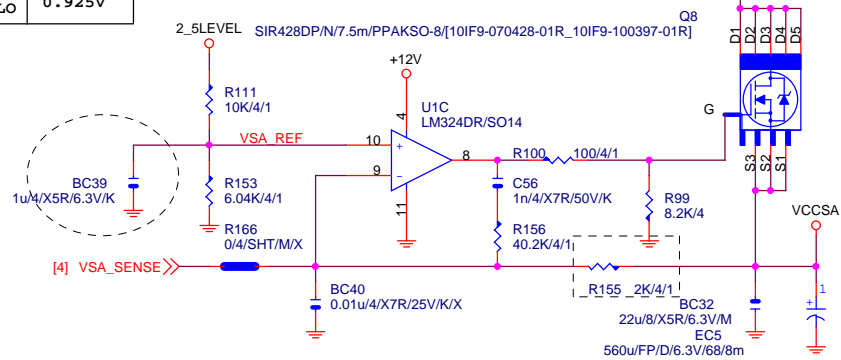 LO 0.925V
2_5LEVEL
SIR428DP/N/7.5m/PPAKSO-8/[10IF9-070428-01R_10IF9-100397-01R]
Q8
D1
D2
D3
D4
D5
+12V
R111
10K/4/1
U1C
LM324DR/SO14
4
G
VSA_REF
10
+
9
−
8
11
R100
100/4/1
S3
S2
S1
BC39
1u/4/X5R/6.3V/K
R153
6.04K/4/1
C56
1n/4/X7R/50V/K
R99
8.2K/4
R166
0/4/SHT/M/X
R156
40.2K/4/1
VCCSA
[4] VSA_SENSE
BC40
0.01u/4/X7R/25V/K/X
R155 2K/4/1
BC32
22u/8/X5R/6.3V/M
1
+
EC5
560u/FP/D/6.3V/68/8m